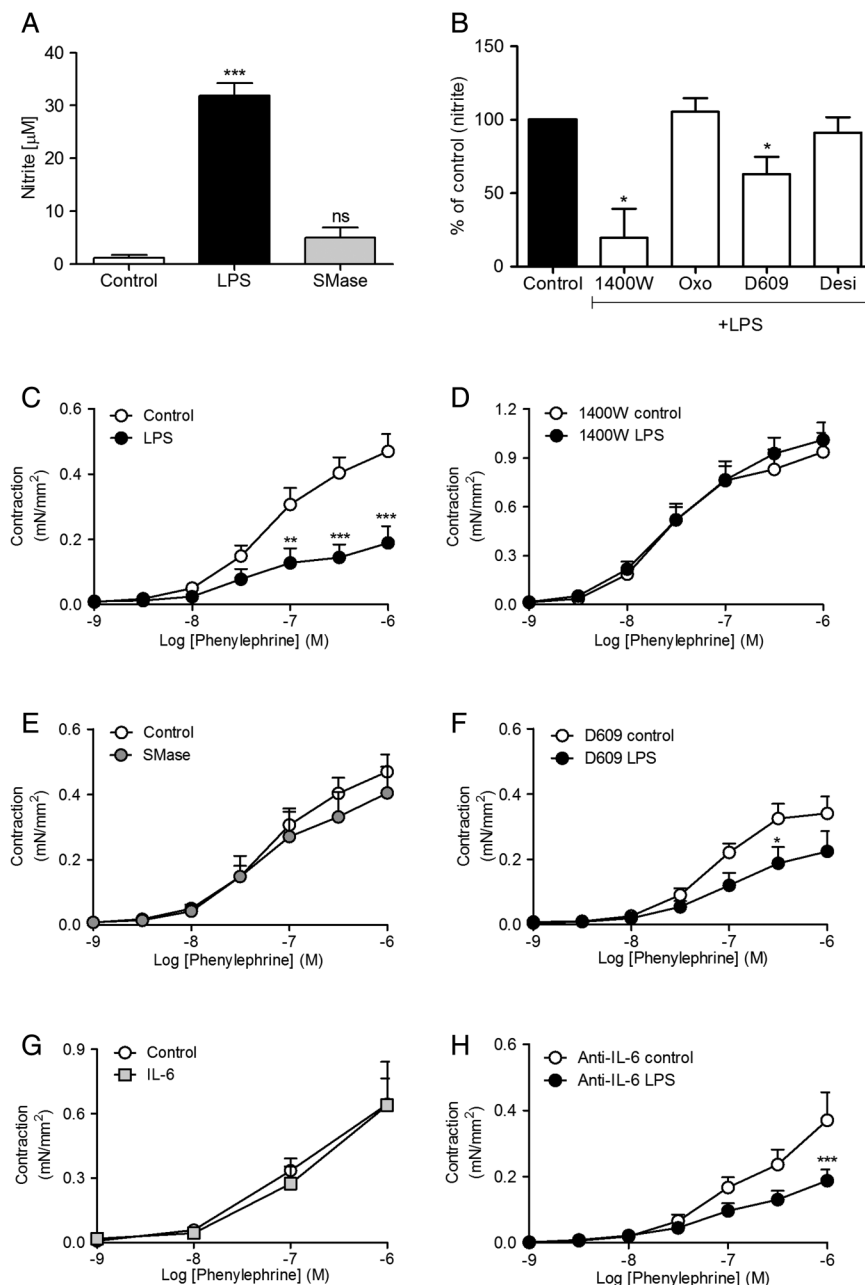 A
Nitrite [µM]
40
30
20
10
0
***
ns
Control
LPS
SMase
B
% of control (nitrite)
150
100
50
0
*
*
Control
1400W
Oxo
D609
Desi
+LPS
C
Control
LPS
Contraction
(mN/mm²)
0.6
0.4
0.2
0.0
**
***
***
-9
-8
-7
-6
Log [Phenylephrine] (M)
D
1400W control
1400W LPS
Contraction
(mN/mm²)
1.2
0.9
0.6
0.3
0.0
-9
-8
-7
-6
Log [Phenylephrine] (M)
E
Control
SMase
Contraction
(mN/mm²)
0.6
0.4
0.2
0.0
-9
-8
-7
-6
Log [Phenylephrine] (M)
F
D609 control
D609 LPS
Contraction
(mN/mm²)
0.6
0.4
0.2
0.0
*
-9
-8
-7
-6
Log [Phenylephrine] (M)
G
Control
IL-6
Contraction
(mN/mm²)
0.9
0.6
0.3
0.0
-9
-8
-7
-6
Log [Phenylephrine] (M)
H
Anti-IL-6 control
Anti-IL-6 LPS
Contraction
(mN/mm²)
0.6
0.4
0.2
0.0
***
-9
-8
-7
-6
Log [Phenylephrine] (M)